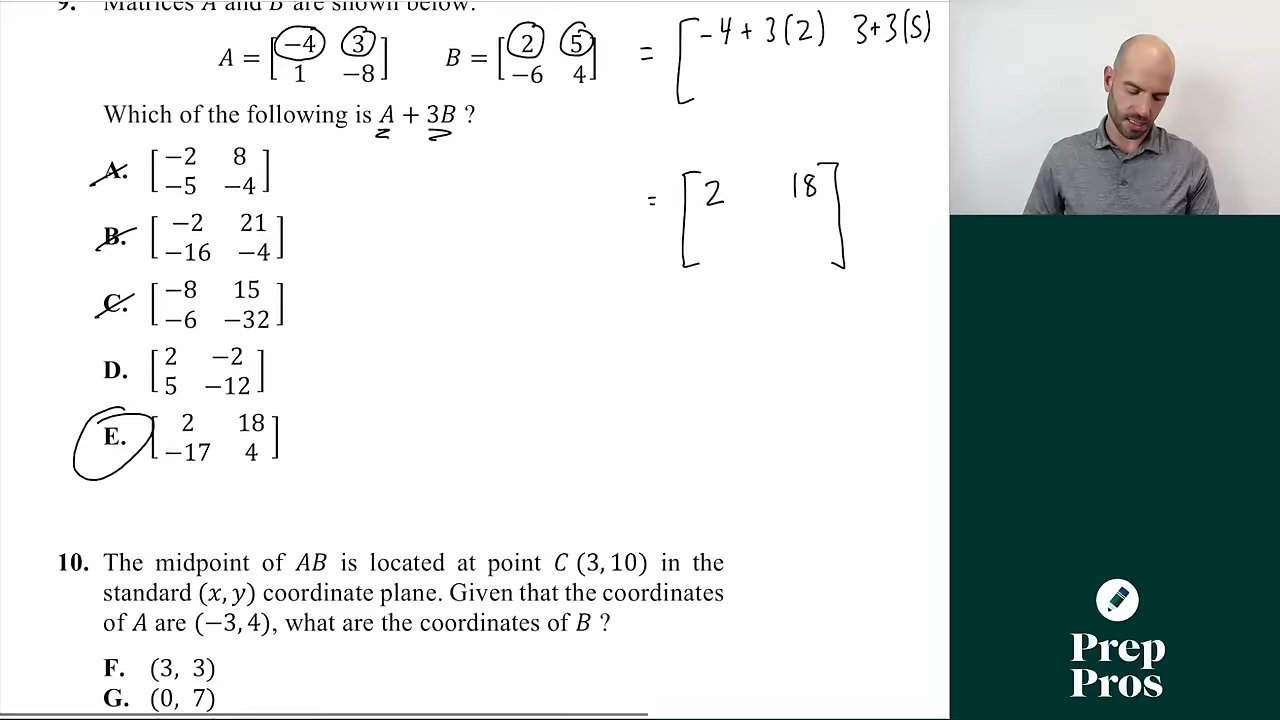 9. Matrices A and B are shown below.
A = [−4 3 1 −8] B = [2 5 −6 4] = [-4 + 3(2) 3+3(5)
Which of the following is A + 3B ?
= [2 18]
A. [−2 8 −5 −4]
B. [−2 21 −16 −4]
C. [−8 15 −6 −32]
D. [2 −2 5 −12]
E. [2 18 −17 4]
10. The midpoint of AB is located at point C (3, 10) in the
standard (x, y) coordinate plane. Given that the coordinates
of A are (−3, 4), what are the coordinates of B ?
F. (3, 3)
G. (0, 7)
Prep
Pros